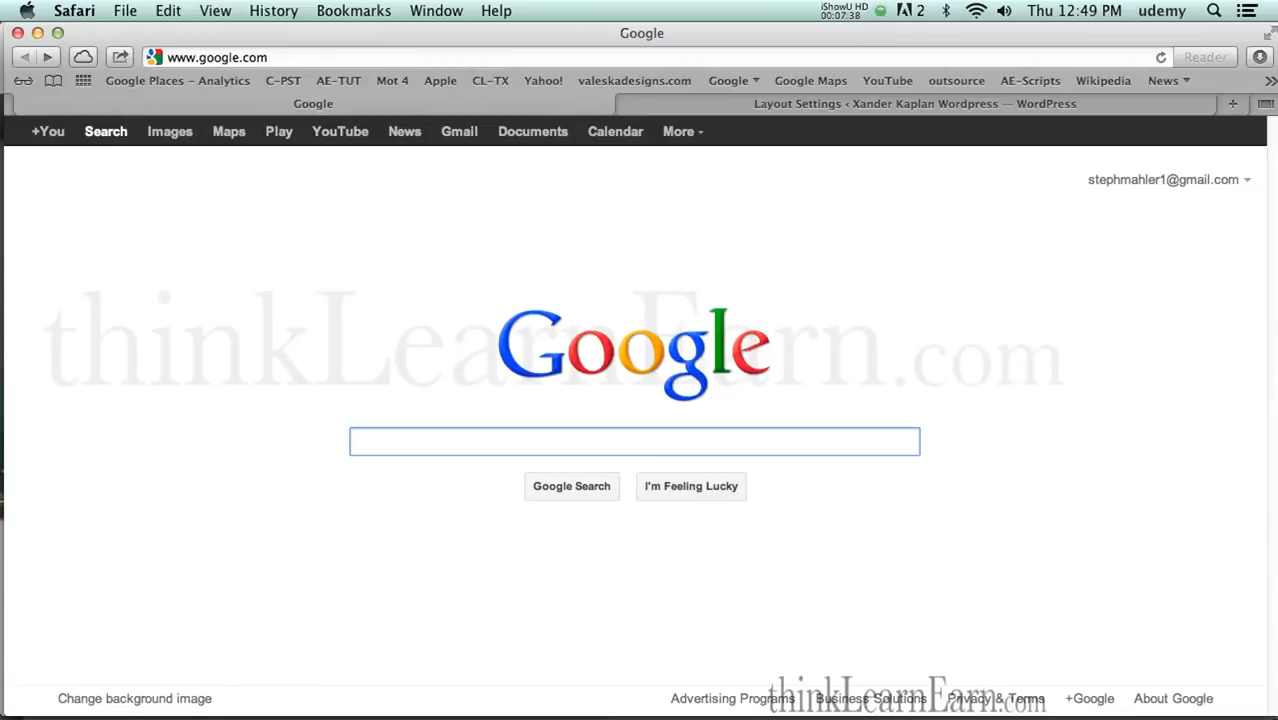 Safari File Edit View History Bookmarks Window Help iShowU HD 00:07:38 2 Thu 12:49 PM udemy
Google
www.google.com Reader
Google Places - Analytics C-PST AE-TUT Mot 4 Apple CL-TX Yahoo! valeskadesigns.com Google Google Maps YouTube outsource AE-Scripts Wikipedia News
Google Layout Settings ‹ Xander Kaplan Wordpress — WordPress
+You Search Images Maps Play YouTube News Gmail Documents Calendar More
stephmahler1@gmail.com
thinkLearnEarn.com
Google
Google Search I'm Feeling Lucky
Change background image Advertising Programs Business Solutions Privacy & Terms +Google About Google
thinkLearnEarn.com